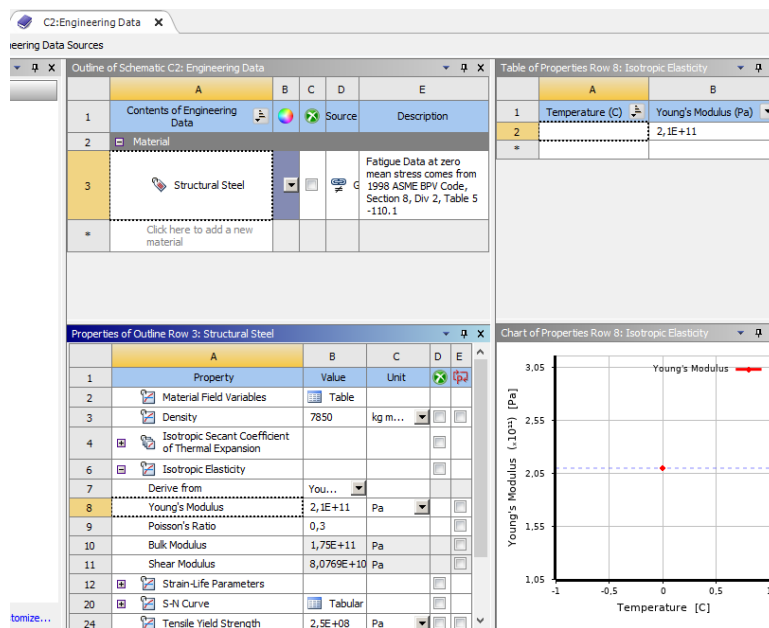 C2:Engineering Data
neering Data Sources
Outline of Schematic C2: Engineering Data
A B C D E
1 Contents of Engineering Data Source Description
2 Material
3 Structural Steel G Fatigue Data at zero
mean stress comes from
1998 ASME BPV Code,
Section 8, Div 2, Table 5
-110.1
* Click here to add a new
material
Table of Properties Row 8: Isotropic Elasticity
A B
1 Temperature (C) Young's Modulus (Pa)
2 2,1E+11
*
Properties of Outline Row 3: Structural Steel
A B C D E
1 Property Value Unit
2 Material Field Variables Table
3 Density 7850 kg m...
4 Isotropic Secant Coefficient
of Thermal Expansion
6 Isotropic Elasticity
7 Derive from You...
8 Young's Modulus 2,1E+11 Pa
9 Poisson's Ratio 0,3
10 Bulk Modulus 1,75E+11 Pa
11 Shear Modulus 8,0769E+10 Pa
12 Strain-Life Parameters
20 S-N Curve Tabular
24 Tensile Yield Strength 2,5E+08 Pa
tomize...
Chart of Properties Row 8: Isotropic Elasticity
Young's Modulus
Young's Modulus (.10¹¹) [Pa]
3,05
2,55
2,05
1,55
1,05
-1 -0,5 0 0,5 1
Temperature [C]